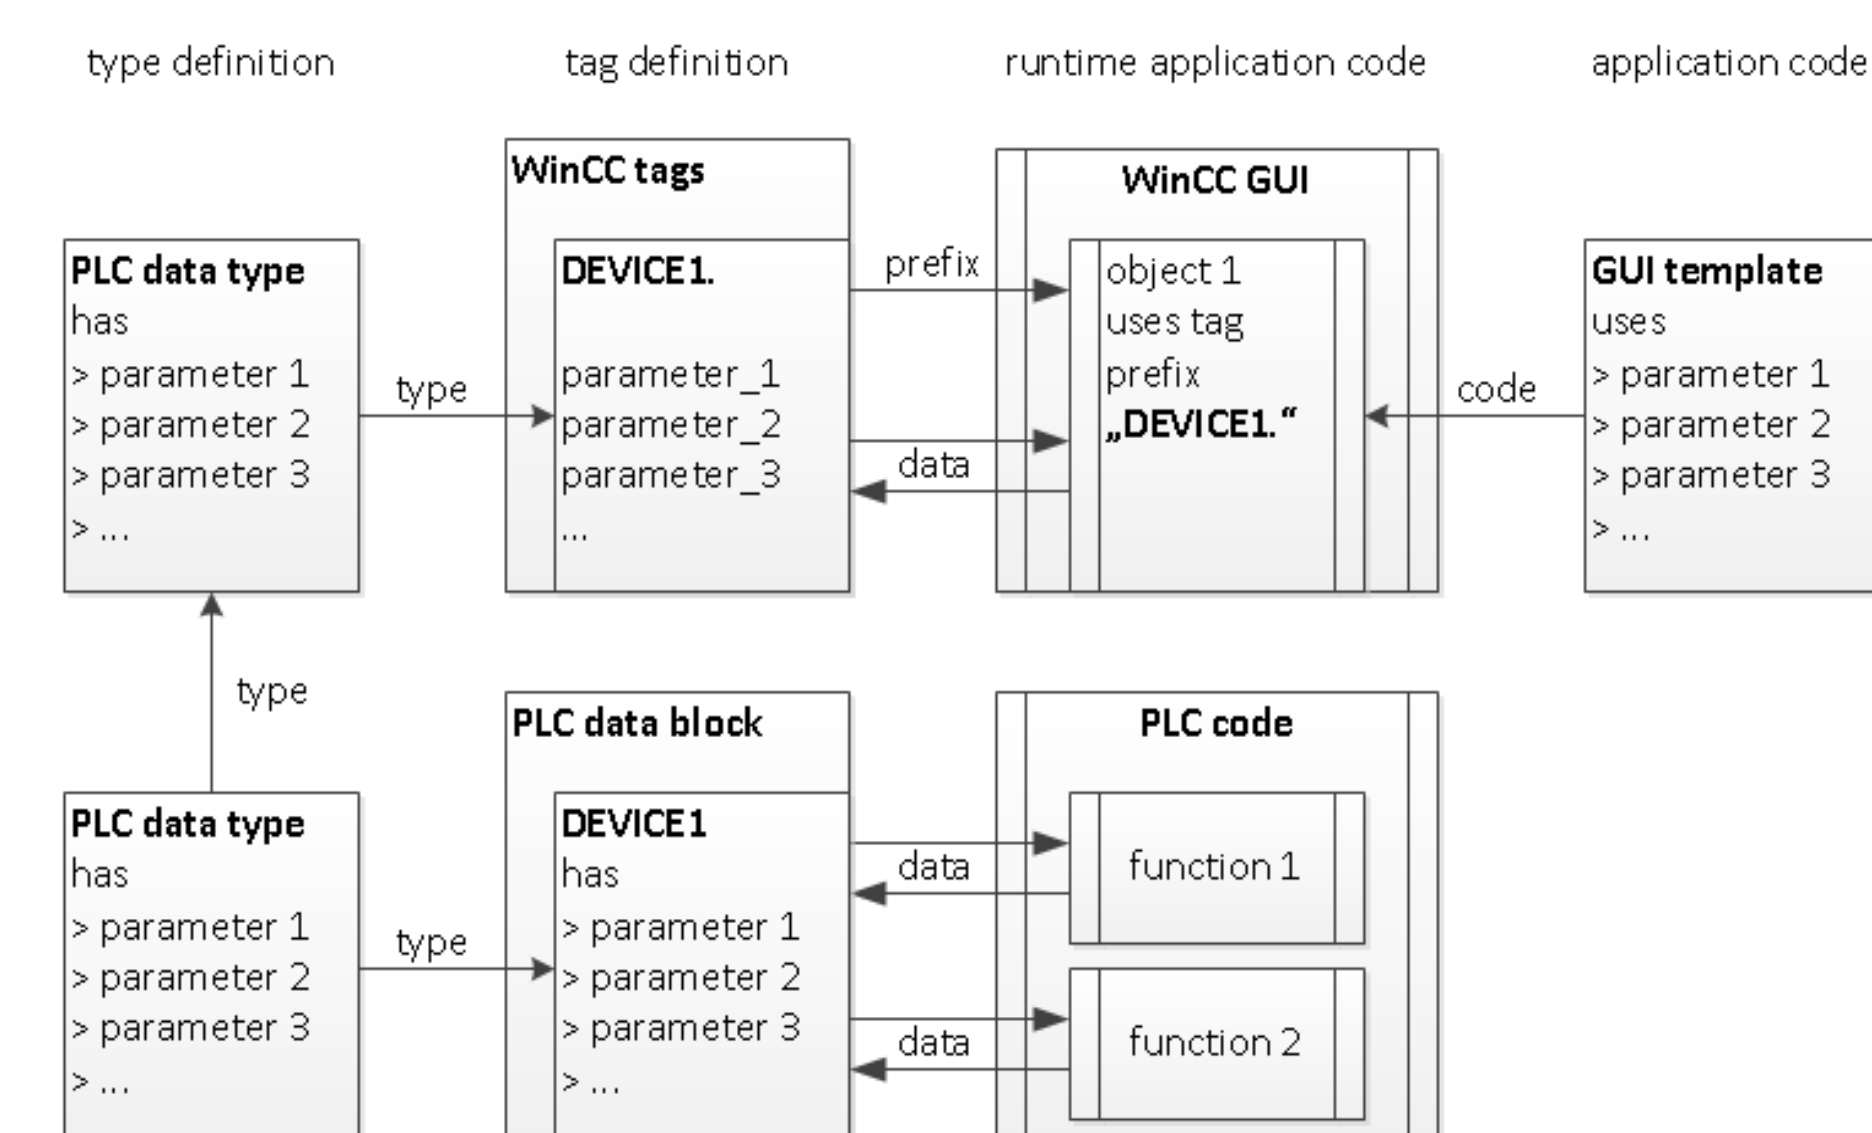 type definition
tag definition
runtime application code
application code
WinCC tags
WinCC GUI
PLC data type
has
> parameter 1
> parameter 2
> parameter 3
> ...
type
DEVICE1.
parameter_1
parameter_2
parameter_3
...
prefix
data
object 1
uses tag
prefix
„DEVICE1.“
code
GUI template
uses
> parameter 1
> parameter 2
> parameter 3
> ...
type
PLC data block
PLC code
PLC data type
has
> parameter 1
> parameter 2
> parameter 3
> ...
type
DEVICE1
has
> parameter 1
> parameter 2
> parameter 3
> ...
data
function 1
data
function 2